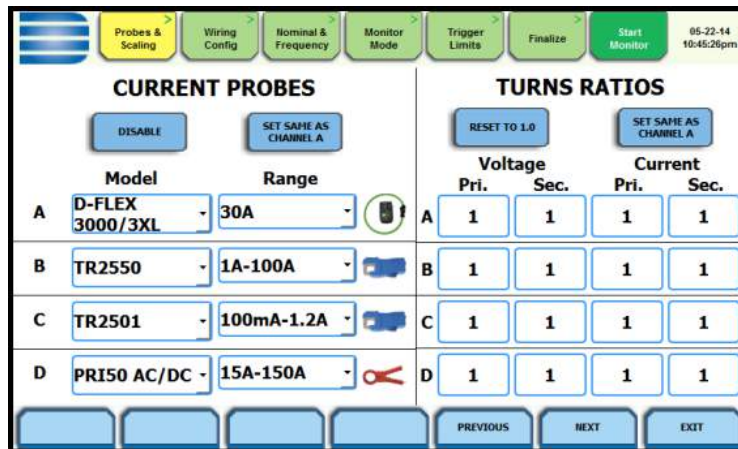 Probes &
Scaling
Wiring
Config
Nominal &
Frequency
Monitor
Mode
Trigger
Limits
Finalize
Start
Monitor
05-22-14
10:45:26pm
CURRENT PROBES
TURNS RATIOS
DISABLE
SET SAME AS
CHANNEL A
RESET TO 1.0
SET SAME AS
CHANNEL A
Voltage Current
Model Range Pri. Sec. Pri. Sec.
A D-FLEX
3000/3XL 30A A 1 1 1 1
B TR2550 1A-100A B 1 1 1 1
C TR2501 100mA-1.2A C 1 1 1 1
D PRI50 AC/DC 15A-150A D 1 1 1 1
PREVIOUS NEXT EXIT